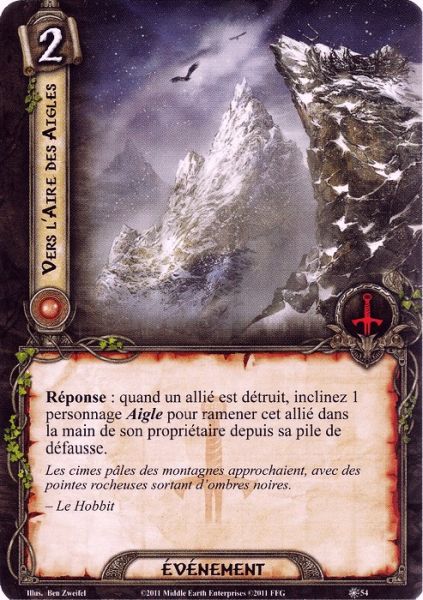 2
VERS L'AIRE DES AIGLES
Réponse : quand un allié est détruit, inclinez 1
personnage Aigle pour ramener cet allié dans
la main de son propriétaire depuis sa pile de
défausse.
Les cimes pâles des montagnes approchaient, avec des
pointes rocheuses sortant d'ombres noires.
– Le Hobbit
ÉVÉNEMENT
Illus. Ben Zweifel ©2011 Middle Earth Enterprises ©2011 FFG 54